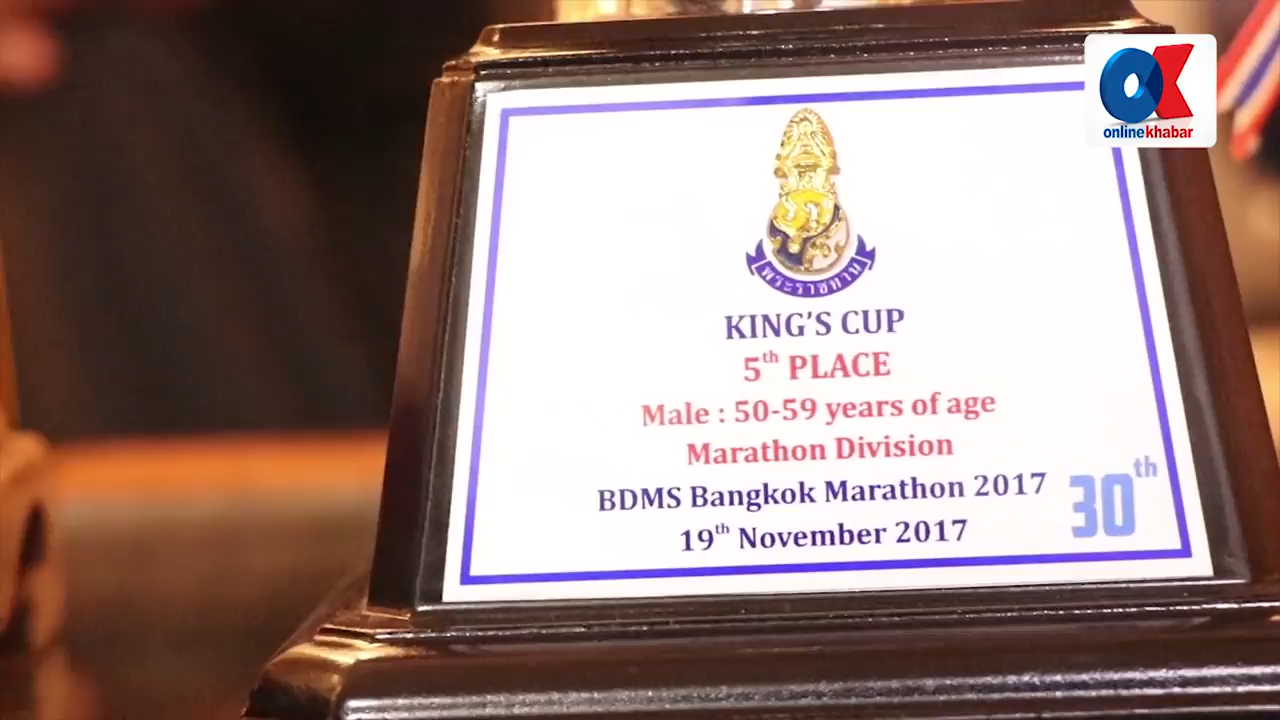 onlinekhabar
พระราชทาน
KING'S CUP
5th PLACE
Male : 50-59 years of age
Marathon Division
BDMS Bangkok Marathon 2017
30th
19th November 2017